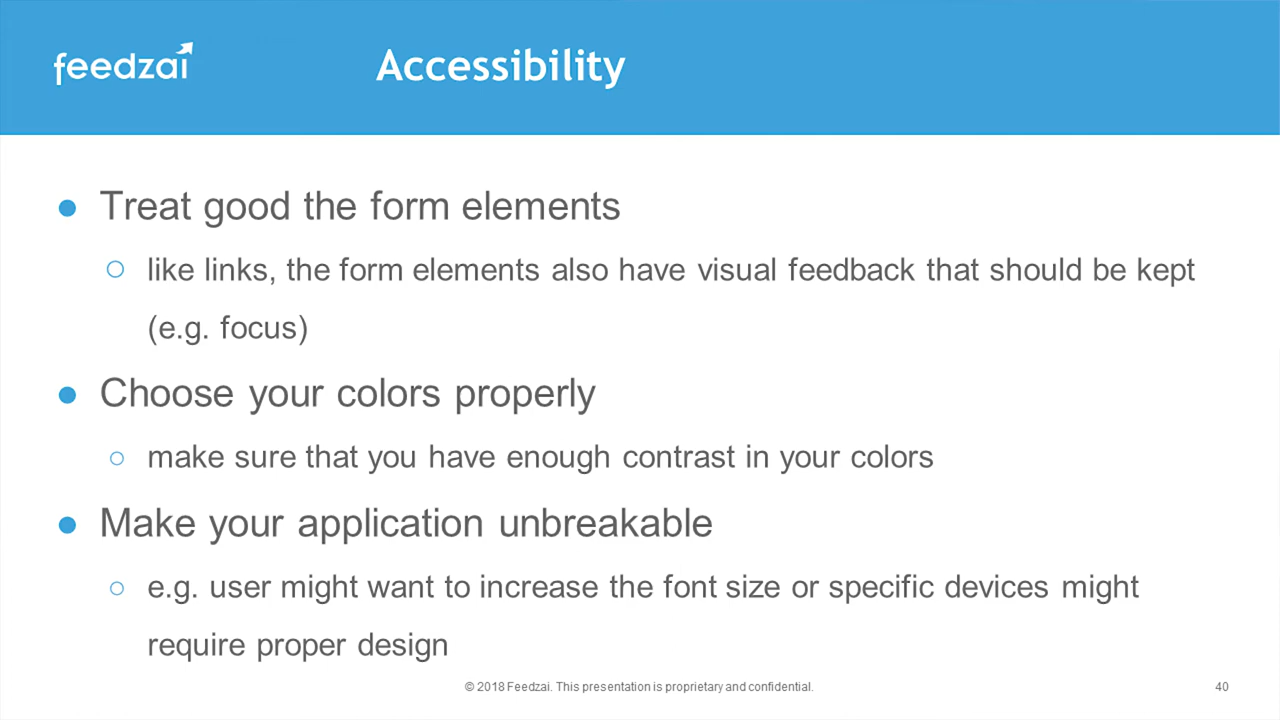 feedzai
Accessibility
● Treat good the form elements
○ like links, the form elements also have visual feedback that should be kept
(e.g. focus)
● Choose your colors properly
○ make sure that you have enough contrast in your colors
● Make your application unbreakable
○ e.g. user might want to increase the font size or specific devices might
require proper design
© 2018 Feedzai. This presentation is proprietary and confidential.
40